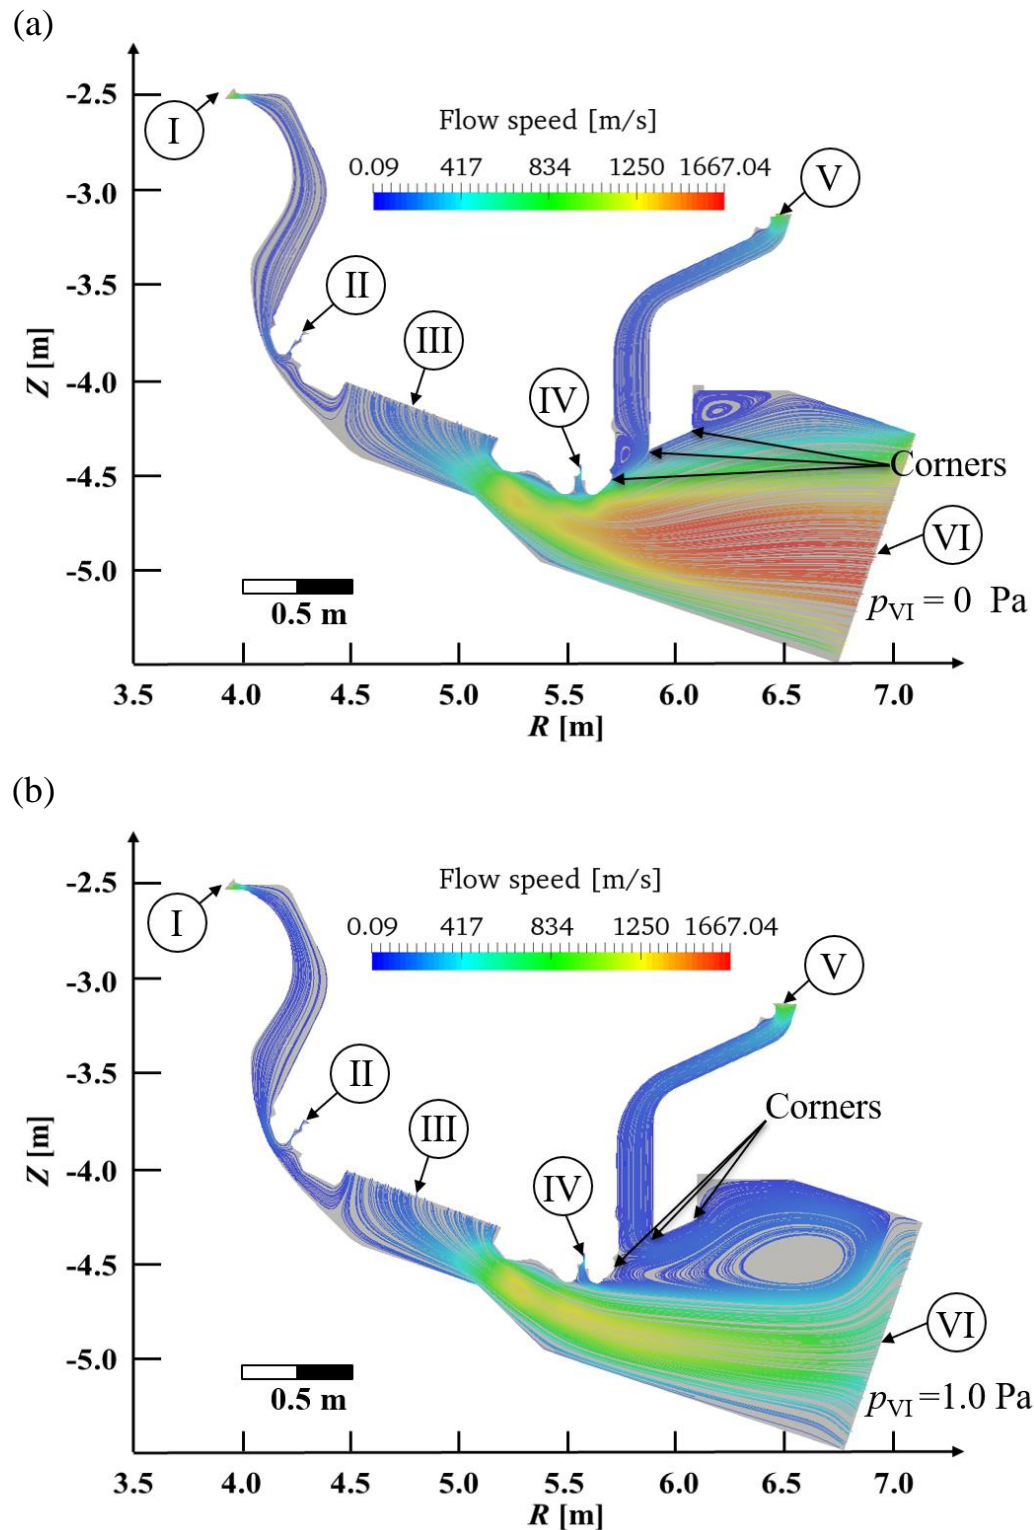 (a)
Z [m]
-2.5
-3.0
-3.5
-4.0
-4.5
-5.0
I
II
III
IV
V
VI
Flow speed [m/s]
0.09 417 834 1250 1667.04
Corners
pVI = 0 Pa
0.5 m
3.5 4.0 4.5 5.0 5.5 6.0 6.5 7.0
R [m]
(b)
Z [m]
-2.5
-3.0
-3.5
-4.0
-4.5
-5.0
I
II
III
IV
V
VI
Flow speed [m/s]
0.09 417 834 1250 1667.04
Corners
pVI =1.0 Pa
0.5 m
3.5 4.0 4.5 5.0 5.5 6.0 6.5 7.0
R [m]